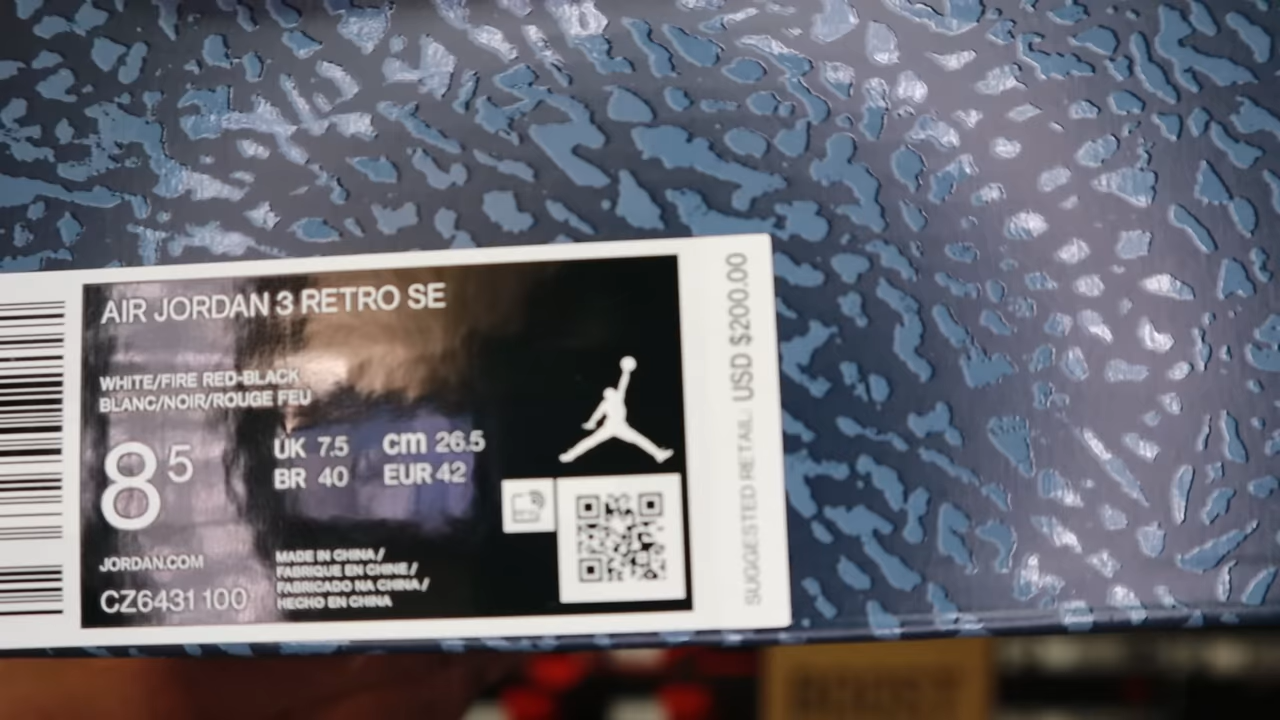 AIR JORDAN 3 RETRO SE
WHITE/FIRE RED-BLACK
BLANC/NOIR/ROUGE FEU
8 5
UK 7.5 cm 26.5
BR 40 EUR 42
JORDAN.COM
CZ6431 100
MADE IN CHINA /
FABRIQUE EN CHINE /
FABRICADO NA CHINA /
HECHO EN CHINA
SUGGESTED RETAIL USD $200.00